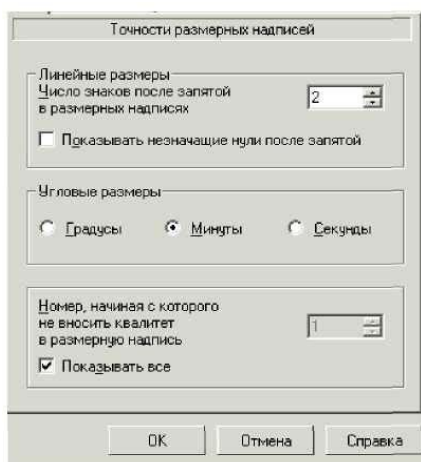 Точности размерных надписей
Линейные размеры
Число знаков после запятой
в размерных надписях
2
Показывать незначащие нули после запятой
Угловые размеры
Градусы Минуты Секунды
Номер, начиная с которого
не вносить квалитет
в размерную надпись
1
Показывать все
OK Отмена Справка